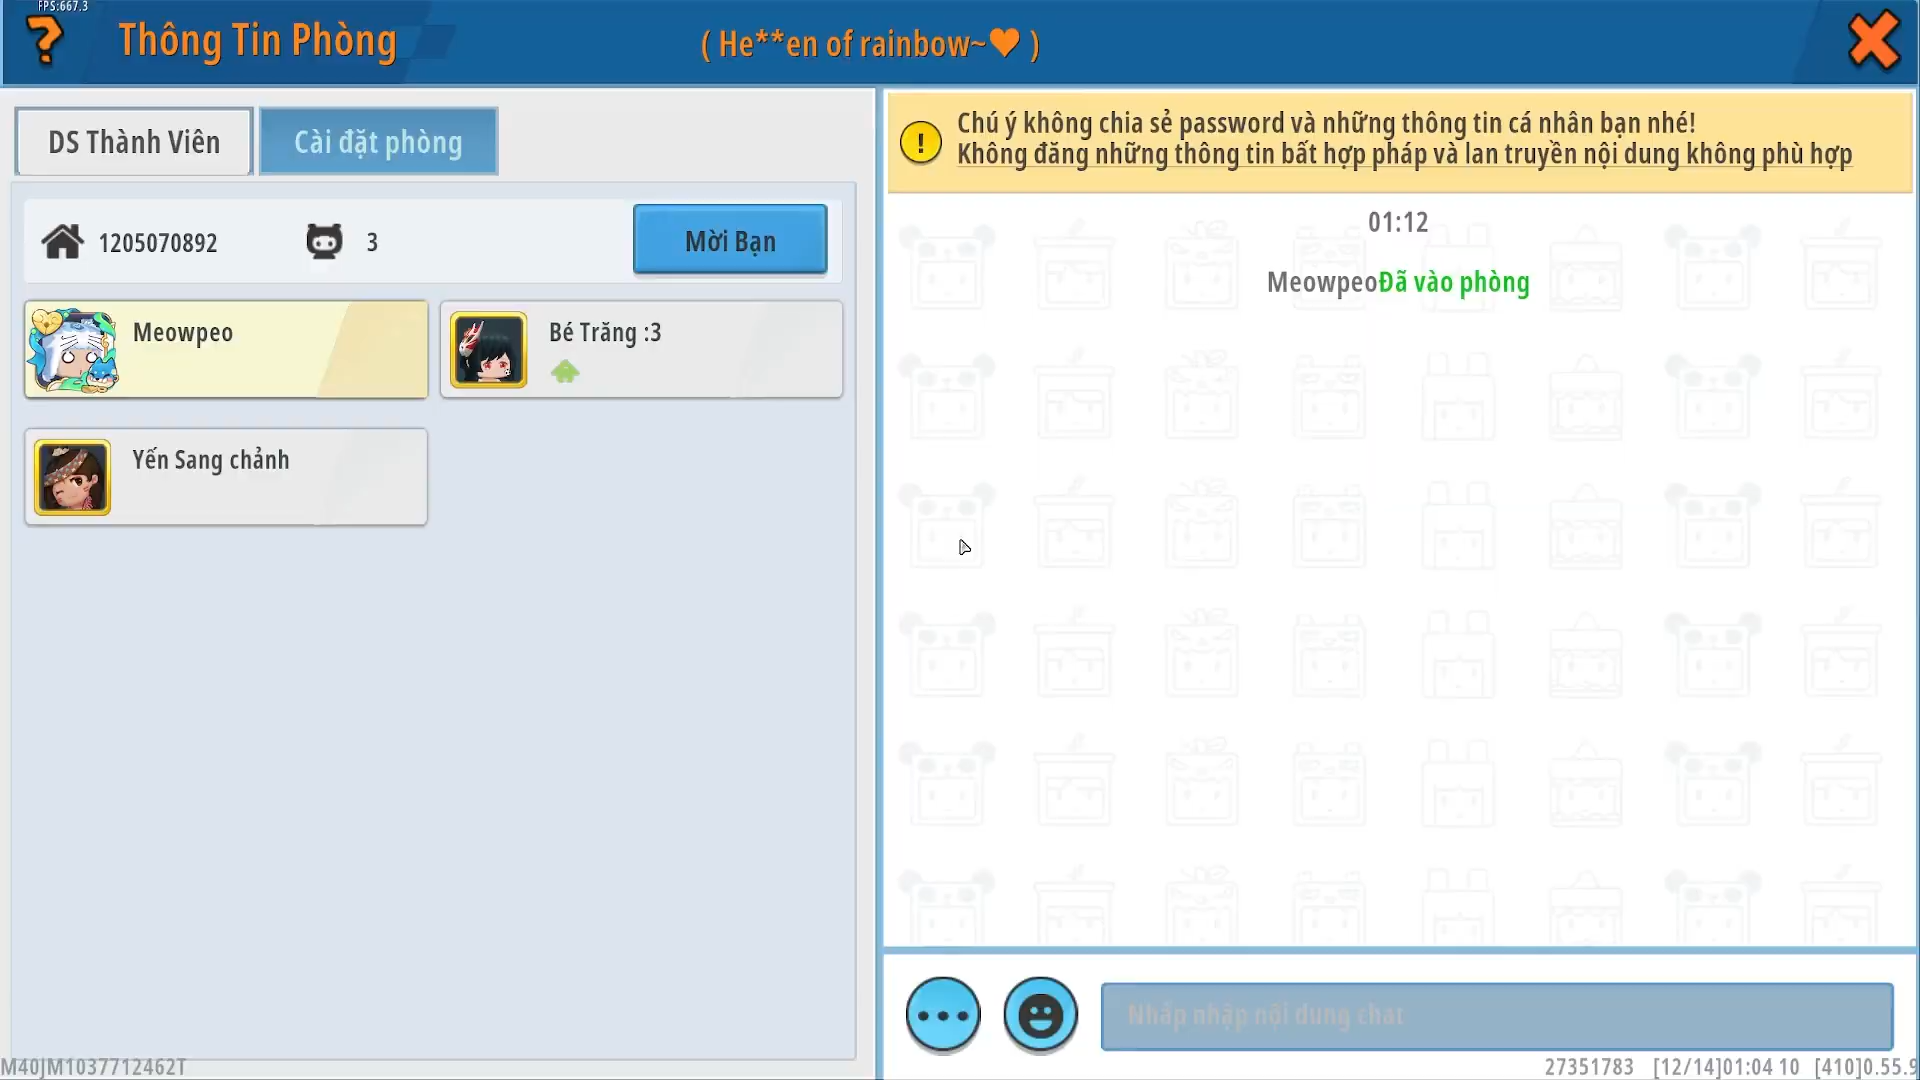 FPS:667.3
Thông Tin Phòng
( He**en of rainbow~♥ )
DS Thành Viên
Cài đặt phòng
Chú ý không chia sẻ password và những thông tin cá nhân bạn nhé!
Không đăng những thông tin bất hợp pháp và lan truyền nội dung không phù hợp
1205070892
3
Mời Bạn
01:12
MeowpeoĐã vào phòng
Meowpeo
Bé Trăng :3
Yến Sang chảnh
Nhấp nhập nội dung chat
M40JM1037712462T
27351783 [12/14]01:04 10 [410]0.55.9